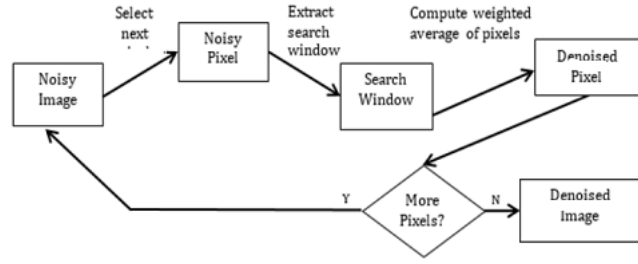 Select
next
Extract
search
window
Compute weighted
average of pixels
Noisy
Image
Noisy
Pixel
Search
Window
Denoised
Pixel
More
Pixels?
Y
N
Denoised
Image